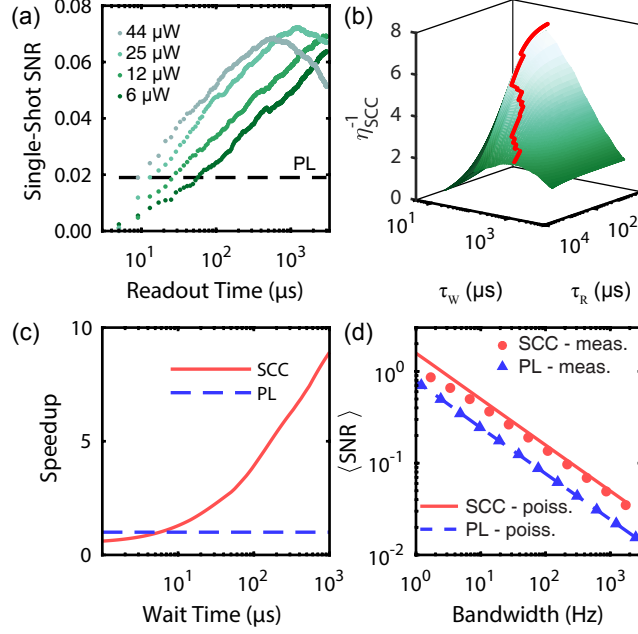 (a)
Single-Shot SNR
0.08
0.06
0.04
0.02
0.00
44 µW
25 µW
12 µW
6 µW
PL
10¹
10²
10³
Readout Time (µs)
(b)
η⁻¹SCC
8
6
4
2
0
10¹
10³
10⁴
10²
τW (µs)
τR (µs)
(c)
Speedup
10
5
0
SCC
PL
10¹
10²
10³
Wait Time (µs)
(d)
⟨SNR⟩
10⁰
10⁻¹
10⁻²
SCC - meas.
PL - meas.
SCC - poiss.
PL - poiss.
10⁰
10¹
10²
10³
Bandwidth (Hz)